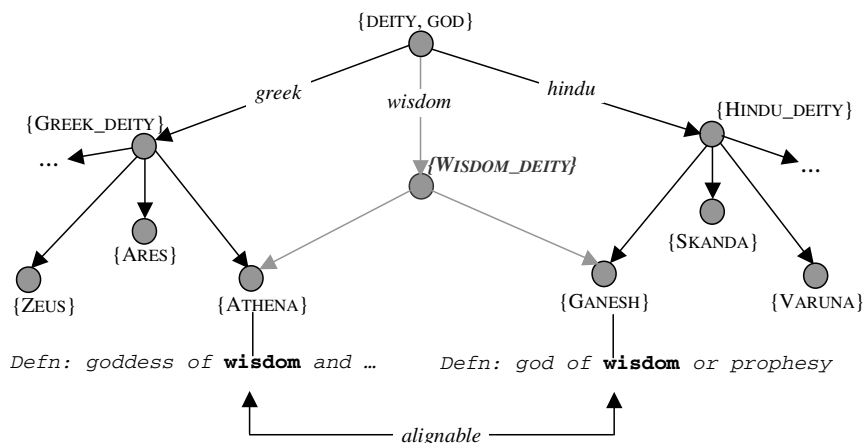 {DEITY, GOD}
greek
wisdom
hindu
{GREEK_DEITY}
{HINDU_DEITY}
...
...
{WISDOM_DEITY}
{ARES}
{SKANDA}
{ZEUS}
{ATHENA}
{GANESH}
{VARUNA}
Defn: goddess of wisdom and …
Defn: god of wisdom or prophesy
alignable